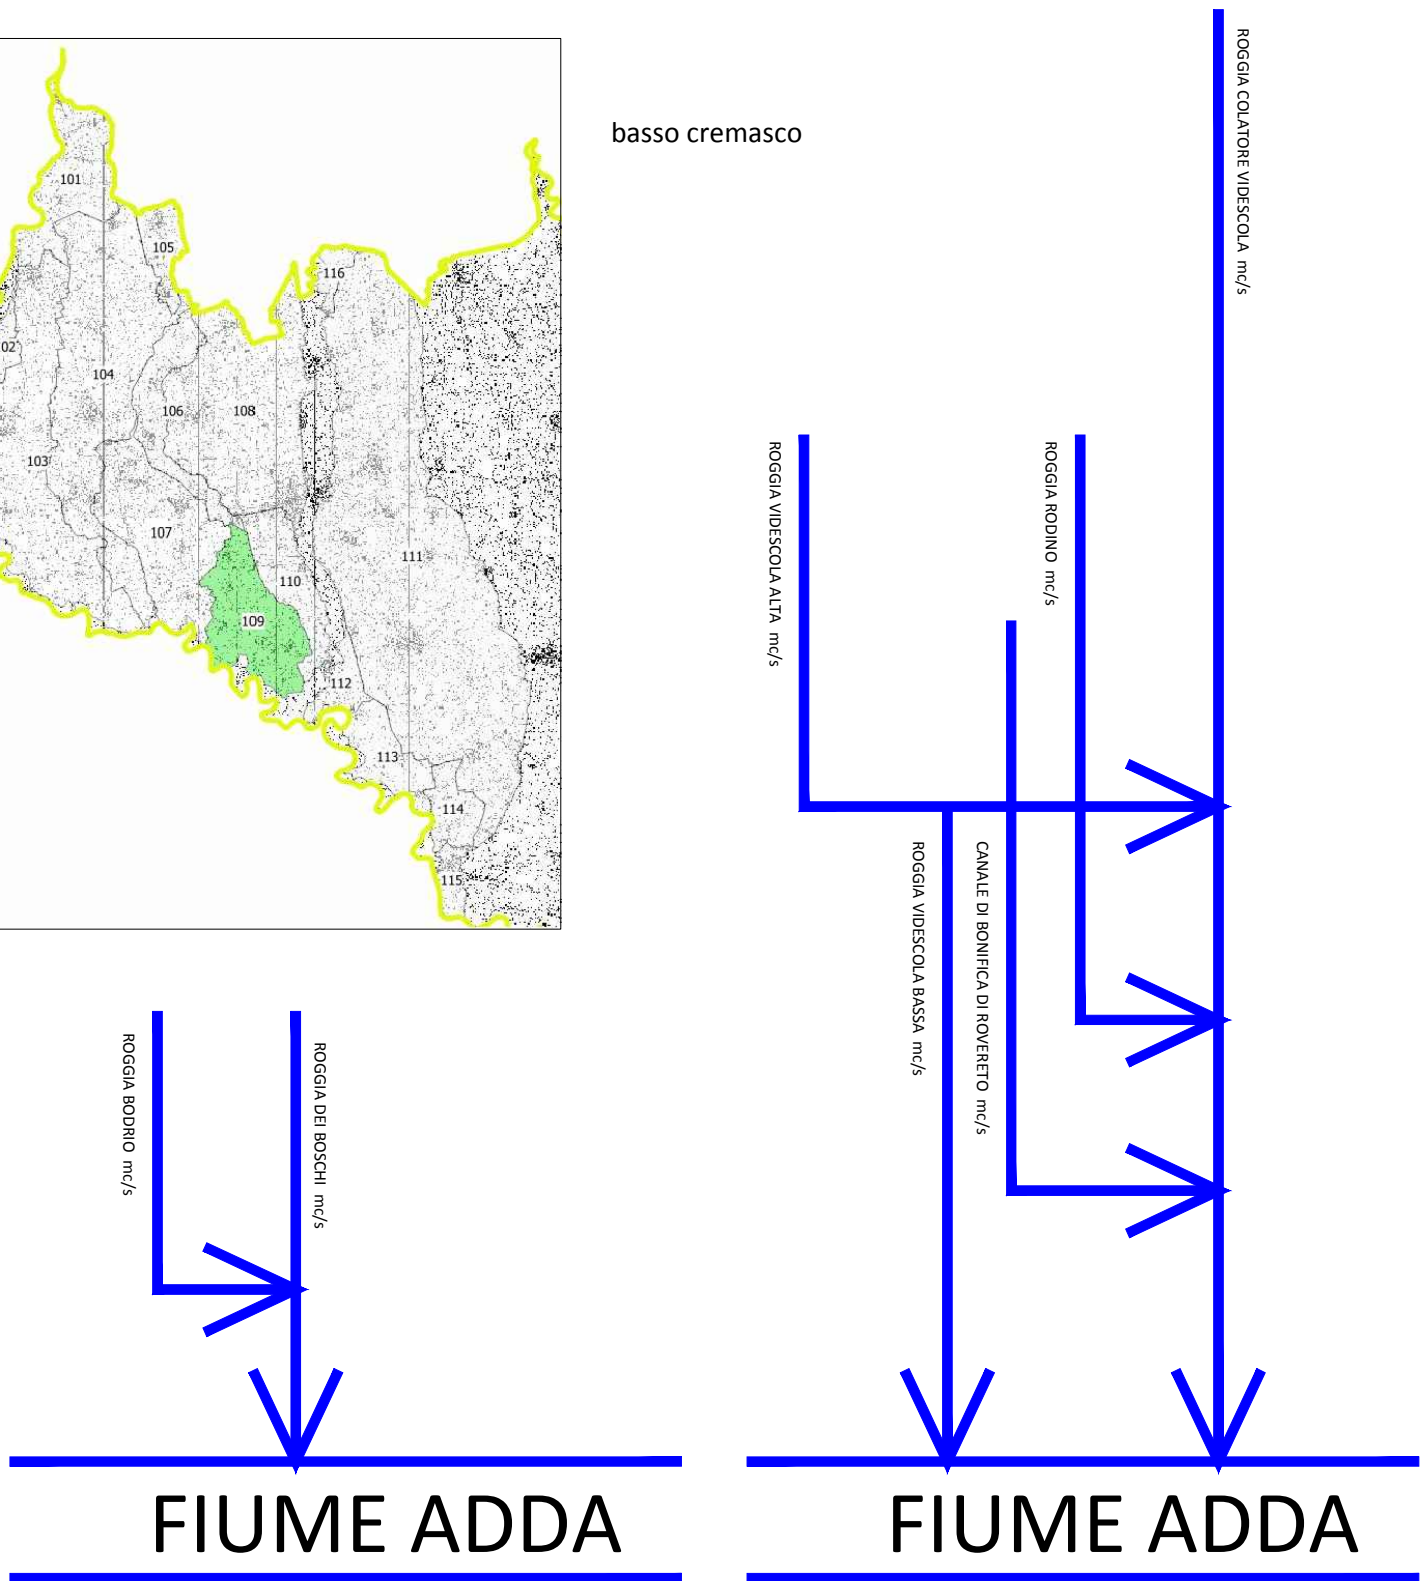 basso cremasco
101
105
116
02
104
106
108
103
107
111
110
109
112
113
114
115
ROGGIA COLATORE VIDESCOLA mc/s
ROGGIA VIDESCOLA ALTA mc/s
ROGGIA RODINO mc/s
ROGGIA VIDESCOLA BASSA mc/s
CANALE DI BONIFICA DI ROVERETO mc/s
ROGGIA BODRIO mc/s
ROGGIA DEI BOSCHI mc/s
FIUME ADDA
FIUME ADDA